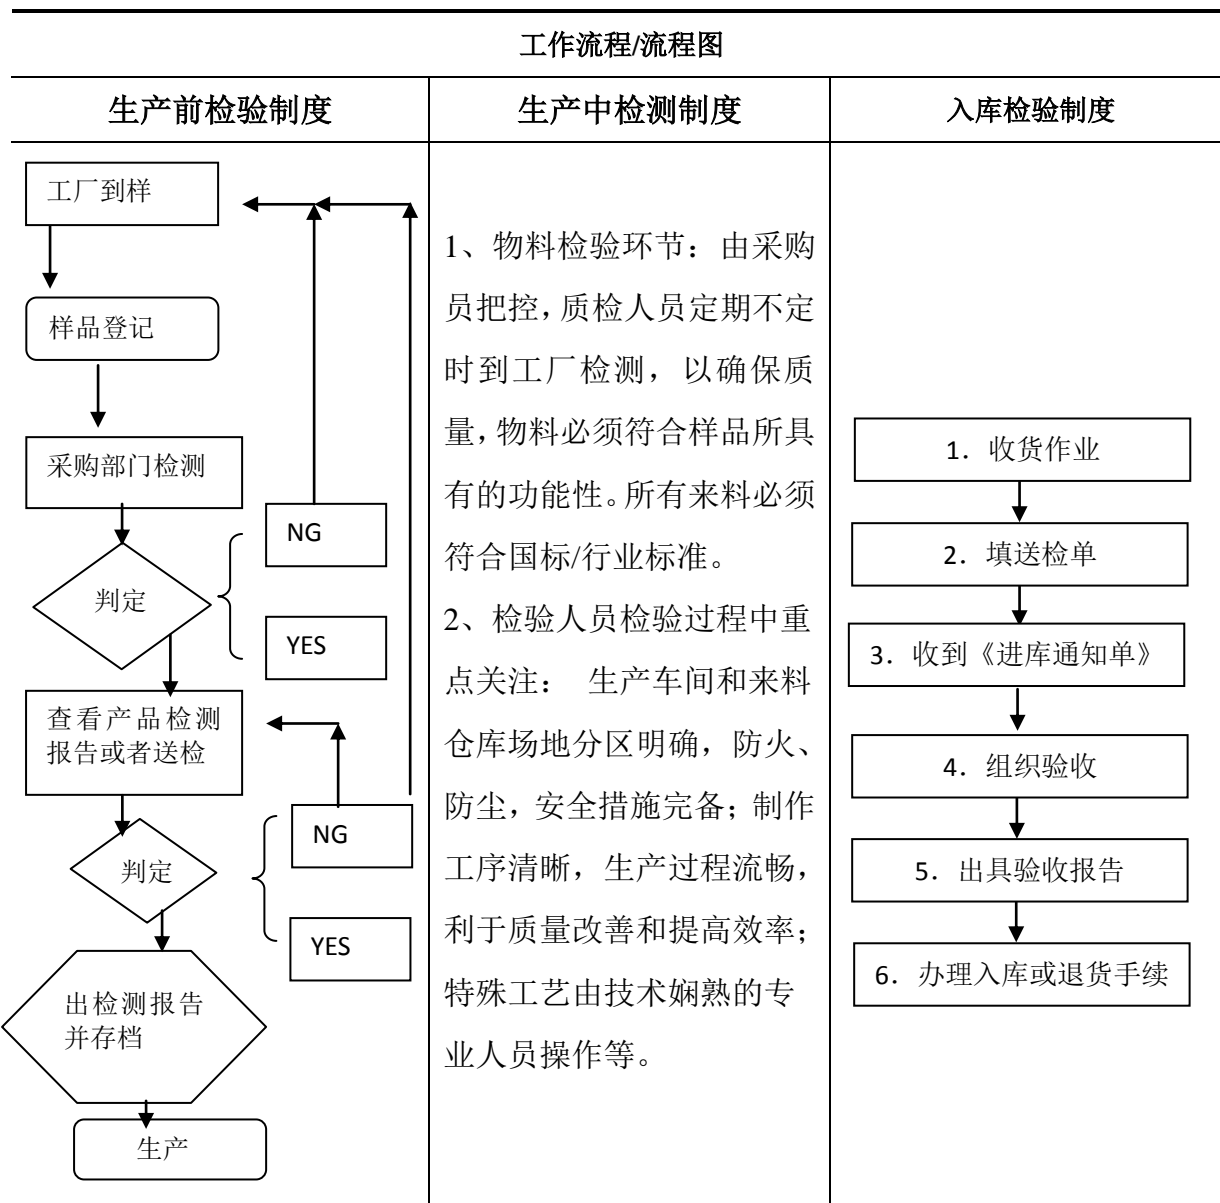 工作流程/流程图
生产前检验制度
生产中检测制度
入库检验制度
工厂到样
样品登记
采购部门检测
NG
判定
YES
查看产品检测
报告或者送检
NG
判定
YES
出检测报告
并存档
生产
1、物料检验环节：由采购
员把控，质检人员定期不定
时到工厂检测，以确保质
量，物料必须符合样品所具
有的功能性。所有来料必须
符合国标/行业标准。
2、检验人员检验过程中重
点关注： 生产车间和来料
仓库场地分区明确，防火、
防尘，安全措施完备；制作
工序清晰，生产过程流畅，
利于质量改善和提高效率；
特殊工艺由技术娴熟的专
业人员操作等。
1．收货作业
2．填送检单
3．收到《进库通知单》
4．组织验收
5．出具验收报告
6．办理入库或退货手续